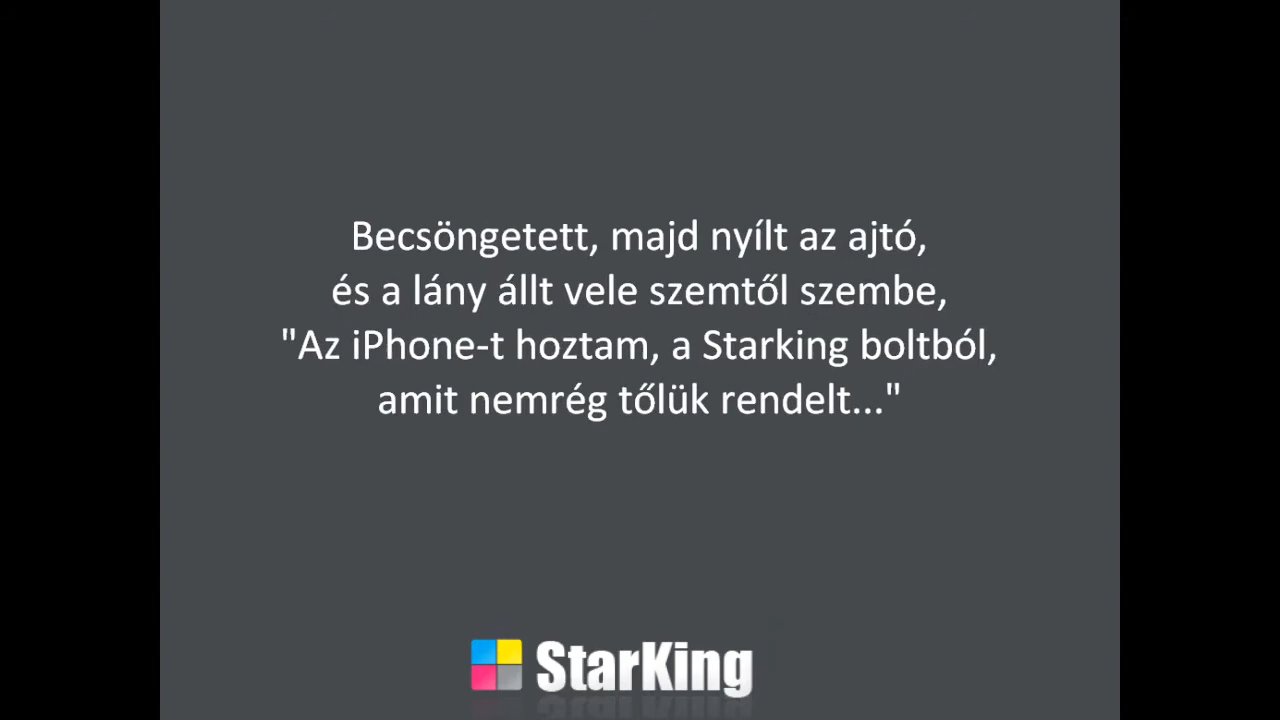 Becsöngetett, majd nyílt az ajtó,
és a lány állt vele szemtől szembe,
"Az iPhone-t hoztam, a Starking boltból,
amit nemrég tőlük rendelt..."
StarKing